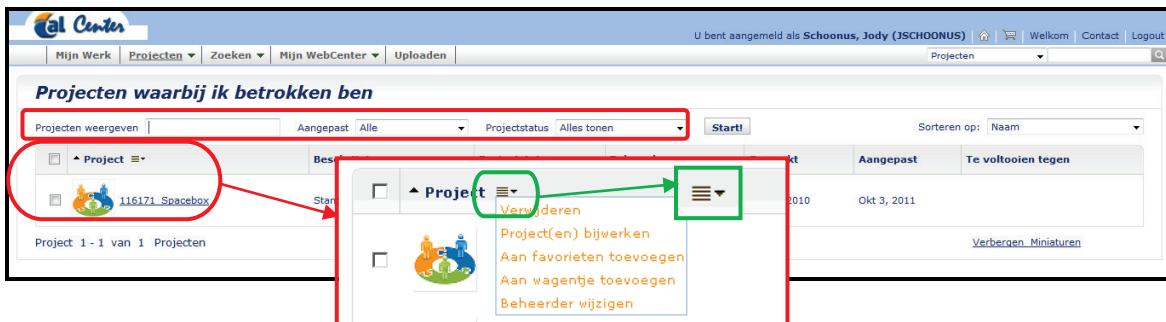 al Center
U bent aangemeld als Schoonus, Jody (JSCHOONUS) | Welkom | Contact | Logout
Mijn Werk | Projecten | Zoeken | Mijn WebCenter | Uploaden
Projecten
Projecten waarbij ik betrokken ben
Projecten weergeven Aangepast Alle Projectstatus Alles tonen Start! Sorteren op: Naam
Project Aangepast Te voltooien tegen
116171_Spacebox 2010 Okt 3, 2011
Project 1 - 1 van 1 Projecten
Verbergen Miniaturen
Project
Verwijderen
Project(en) bijwerken
Aan favorieten toevoegen
Aan wagentje toevoegen
Beheerder wijzigen